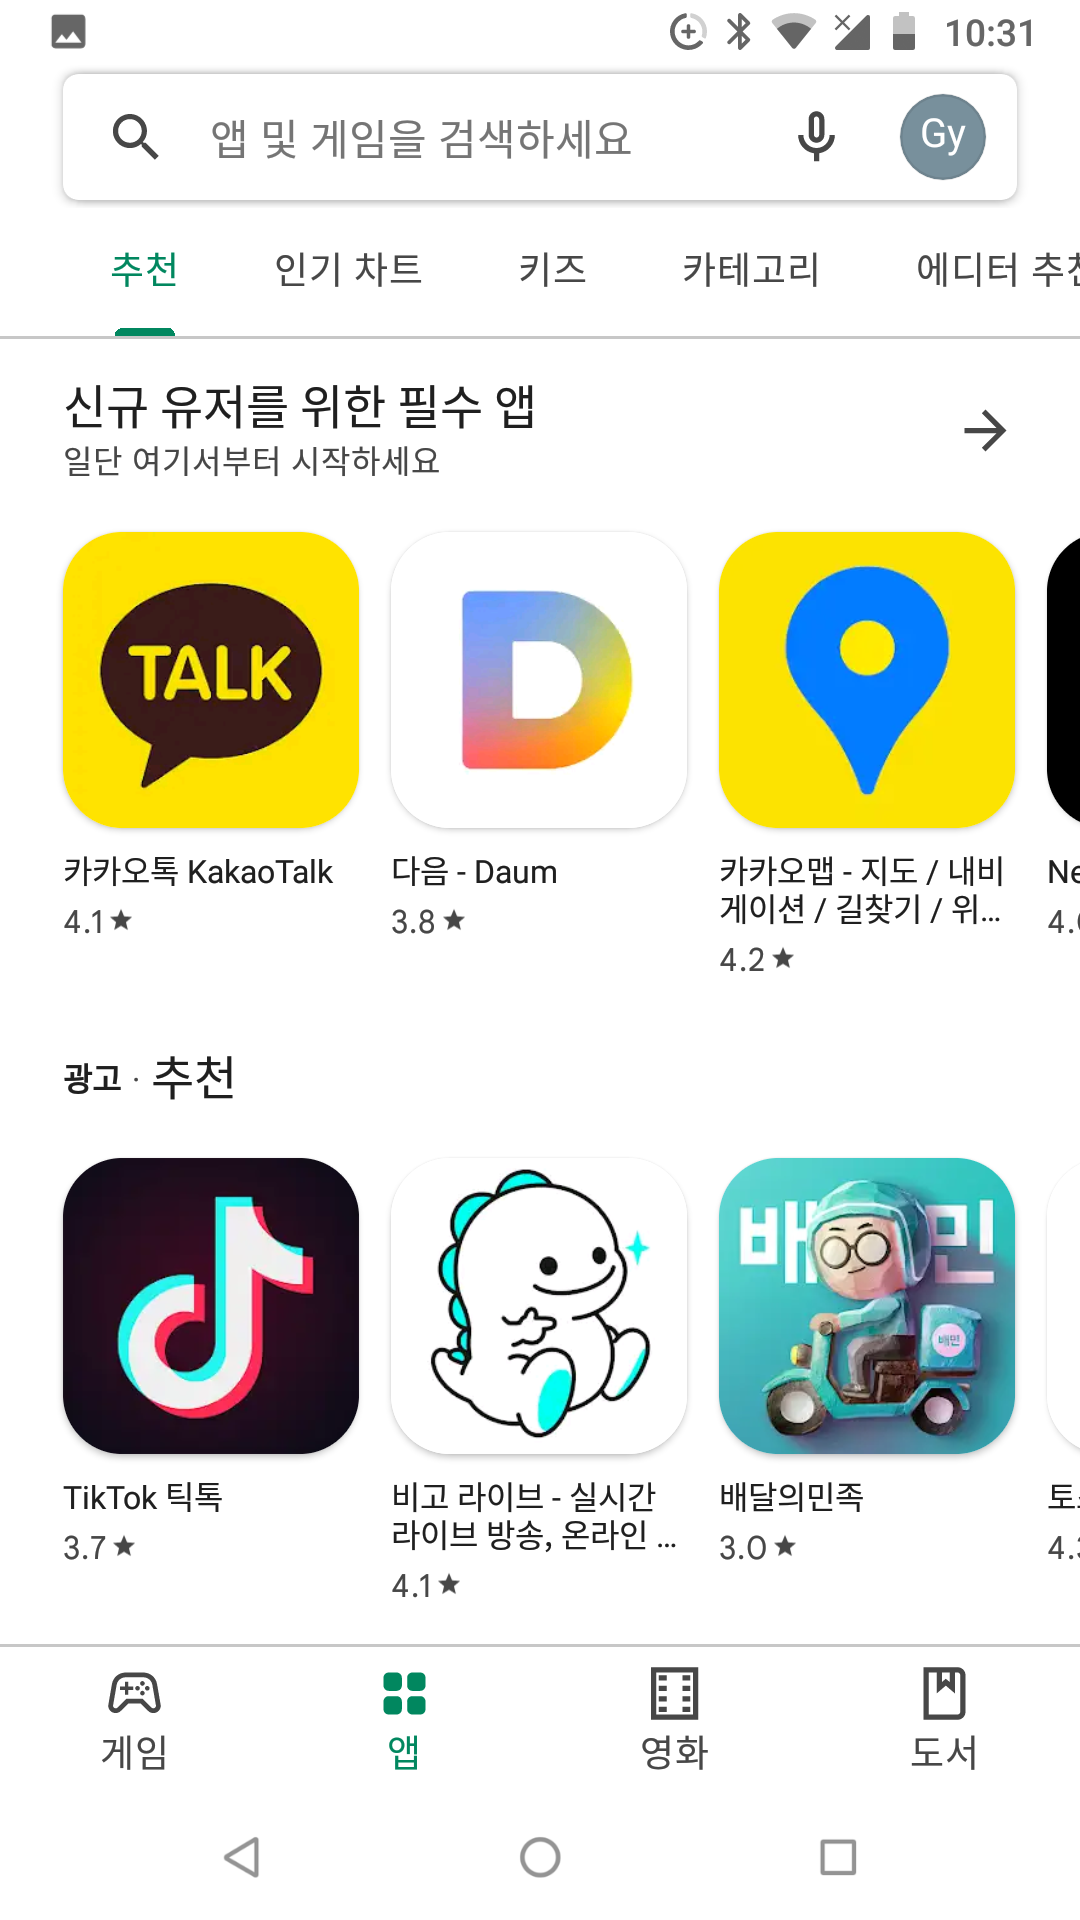 10:31
앱 및 게임을 검색하세요
Gy
추천 인기 차트 키즈 카테고리 에디터 추천
신규 유저를 위한 필수 앱
일단 여기서부터 시작하세요
TALK
D
카카오톡 KakaoTalk
4.1
다음 - Daum
3.8
카카오맵 - 지도 / 내비
게이션 / 길찾기 / 위...
4.2
Ne
4.
광고 · 추천
배민
배민
TikTok 틱톡
3.7
비고 라이브 - 실시간
라이브 방송, 온라인 ...
4.1
배달의민족
3.0
토
4.
게임 앱 영화 도서